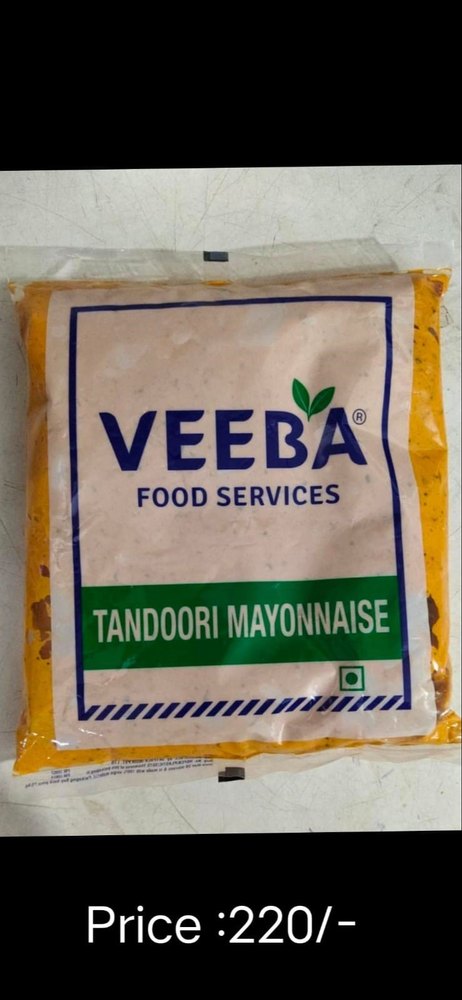 VEEBA®
FOOD SERVICES
TANDOORI MAYONNAISE
Price :220/-